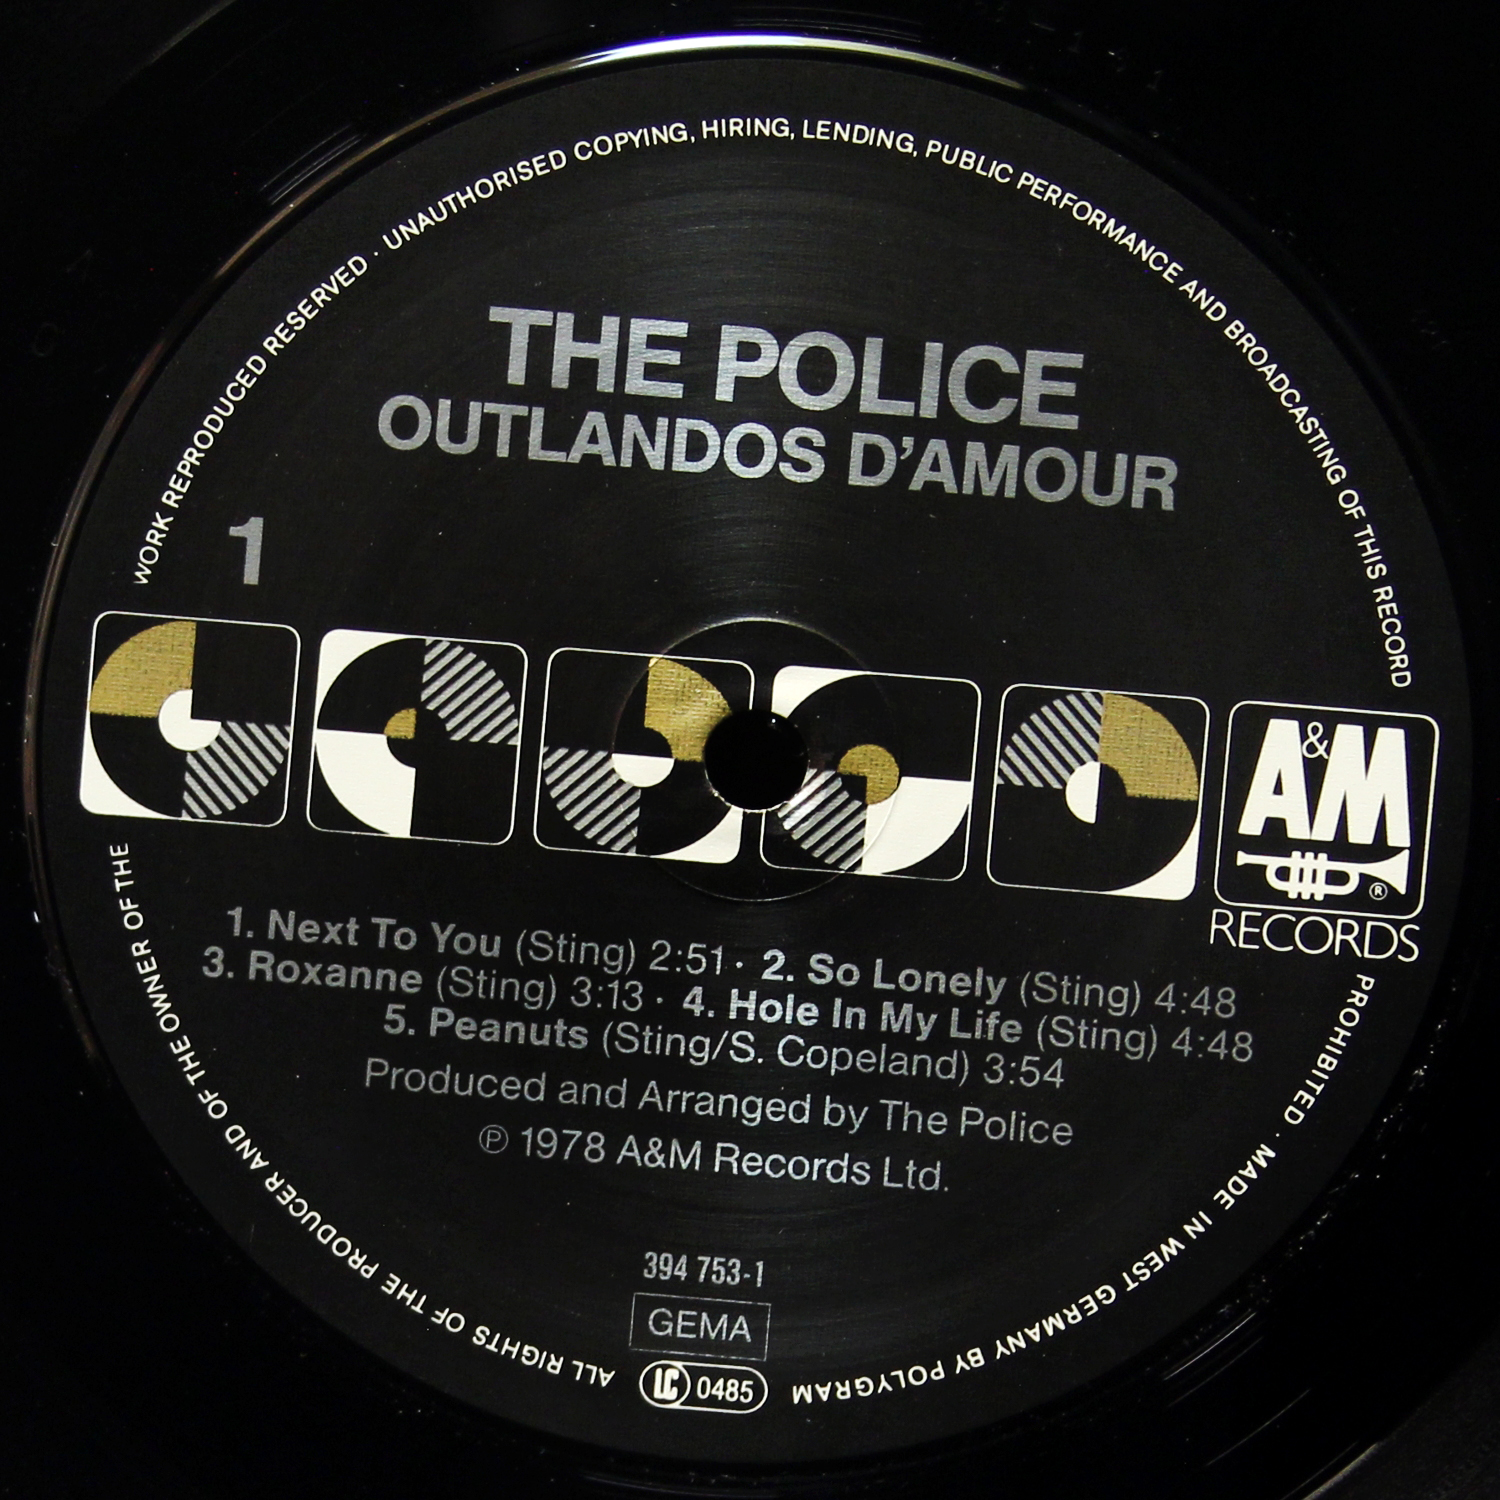 WORK REPRODUCED RESERVED · UNAUTHORISED COPYING, HIRING, LENDING, PUBLIC PERFORMANCE AND BROADCASTING OF THIS RECORD
THE POLICE
OUTLANDOS D'AMOUR
1
A&M
®
RECORDS
1. Next To You (Sting) 2:51 · 2. So Lonely (Sting) 4:48
3. Roxanne (Sting) 3:13 · 4. Hole In My Life (Sting) 4:48
5. Peanuts (Sting/S. Copeland) 3:54
Produced and Arranged by The Police
℗ 1978 A&M Records Ltd.
394 753-1
GEMA
LC 0485
PROHIBITED · MADE IN WEST GERMANY BY POLYGRAM
ALL RIGHTS OF THE PRODUCER AND OF THE OWNER OF THE